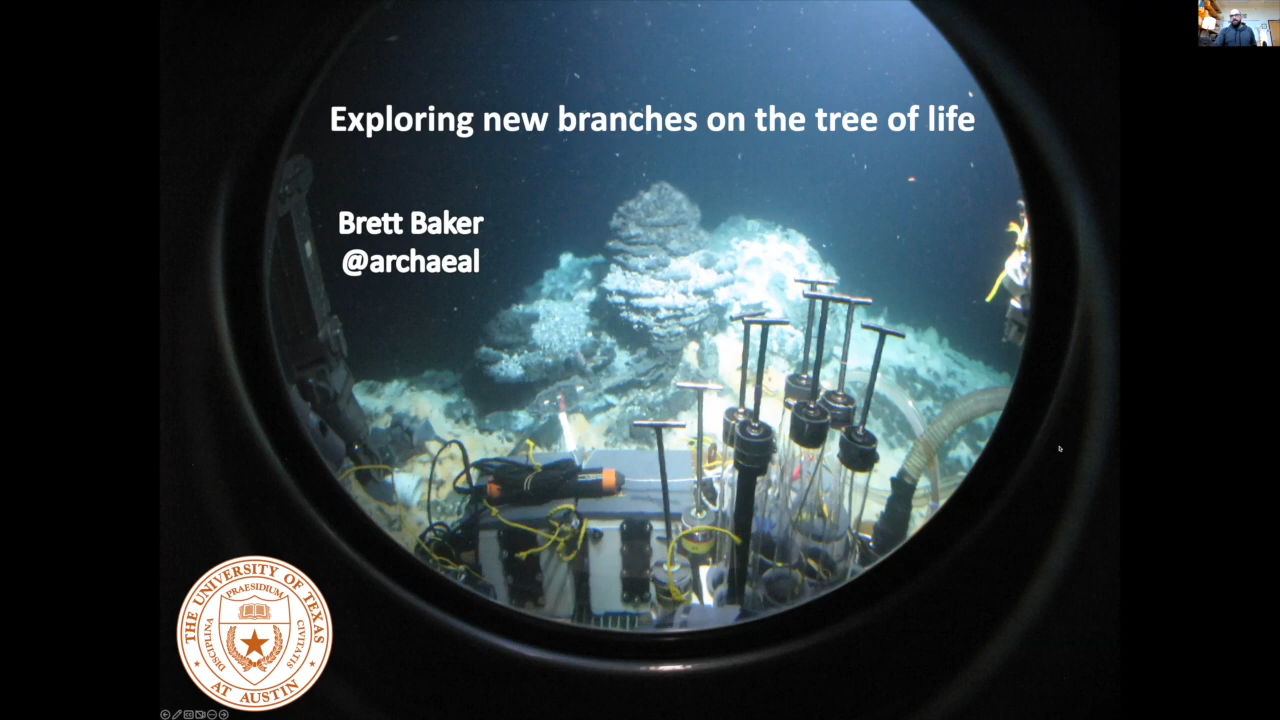 Exploring new branches on the tree of life
Brett Baker
@archaeal
THE UNIVERSITY OF TEXAS
PRAESIDIUM
DISCIPLINA
CIVITATIS
AT AUSTIN